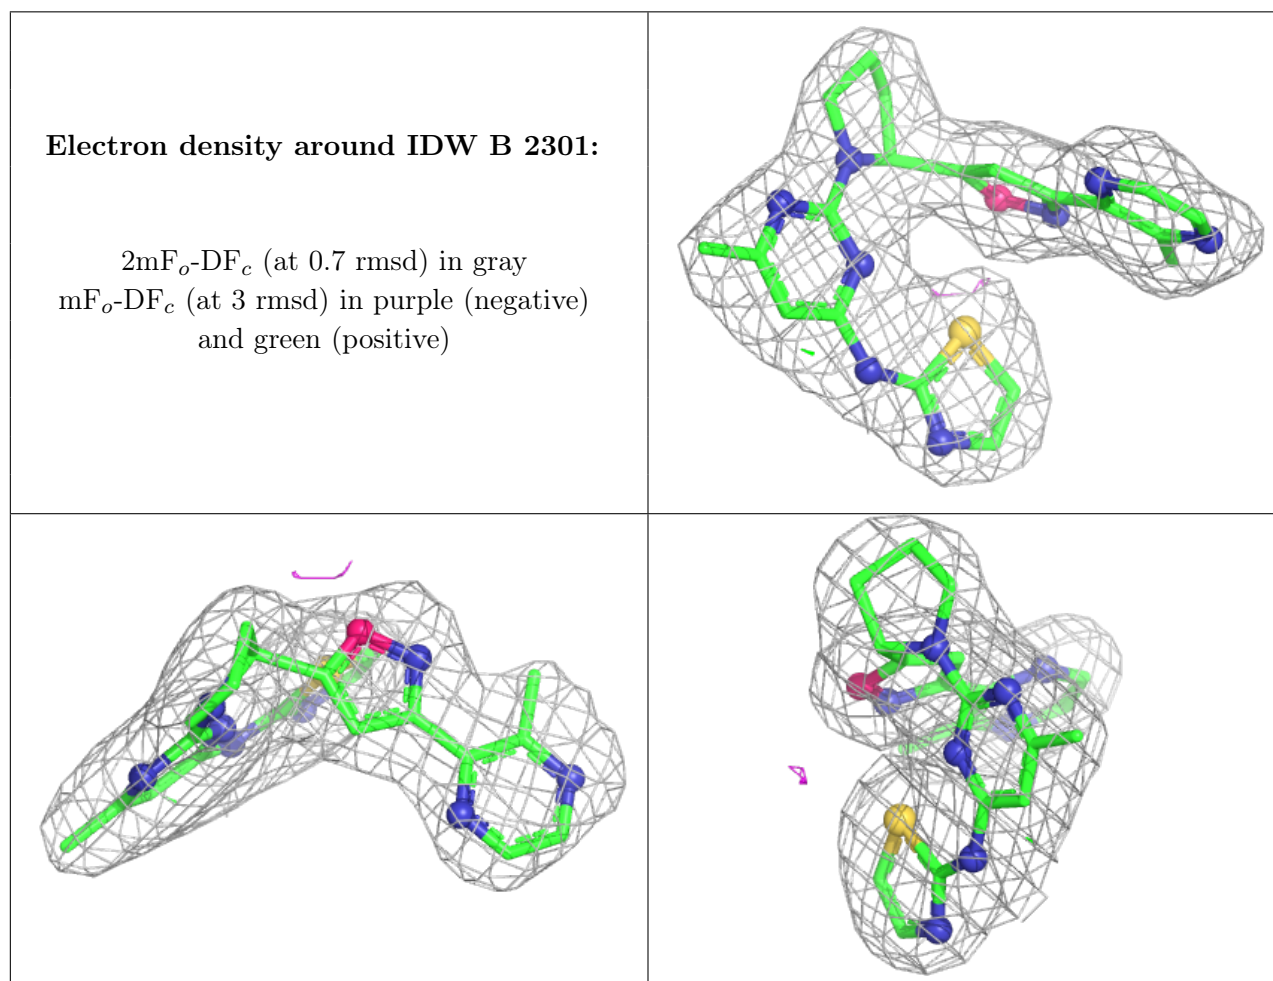 Electron density around IDW B 2301:
2mFo-DFc (at 0.7 rmsd) in gray
mFo-DFc (at 3 rmsd) in purple (negative)
and green (positive)